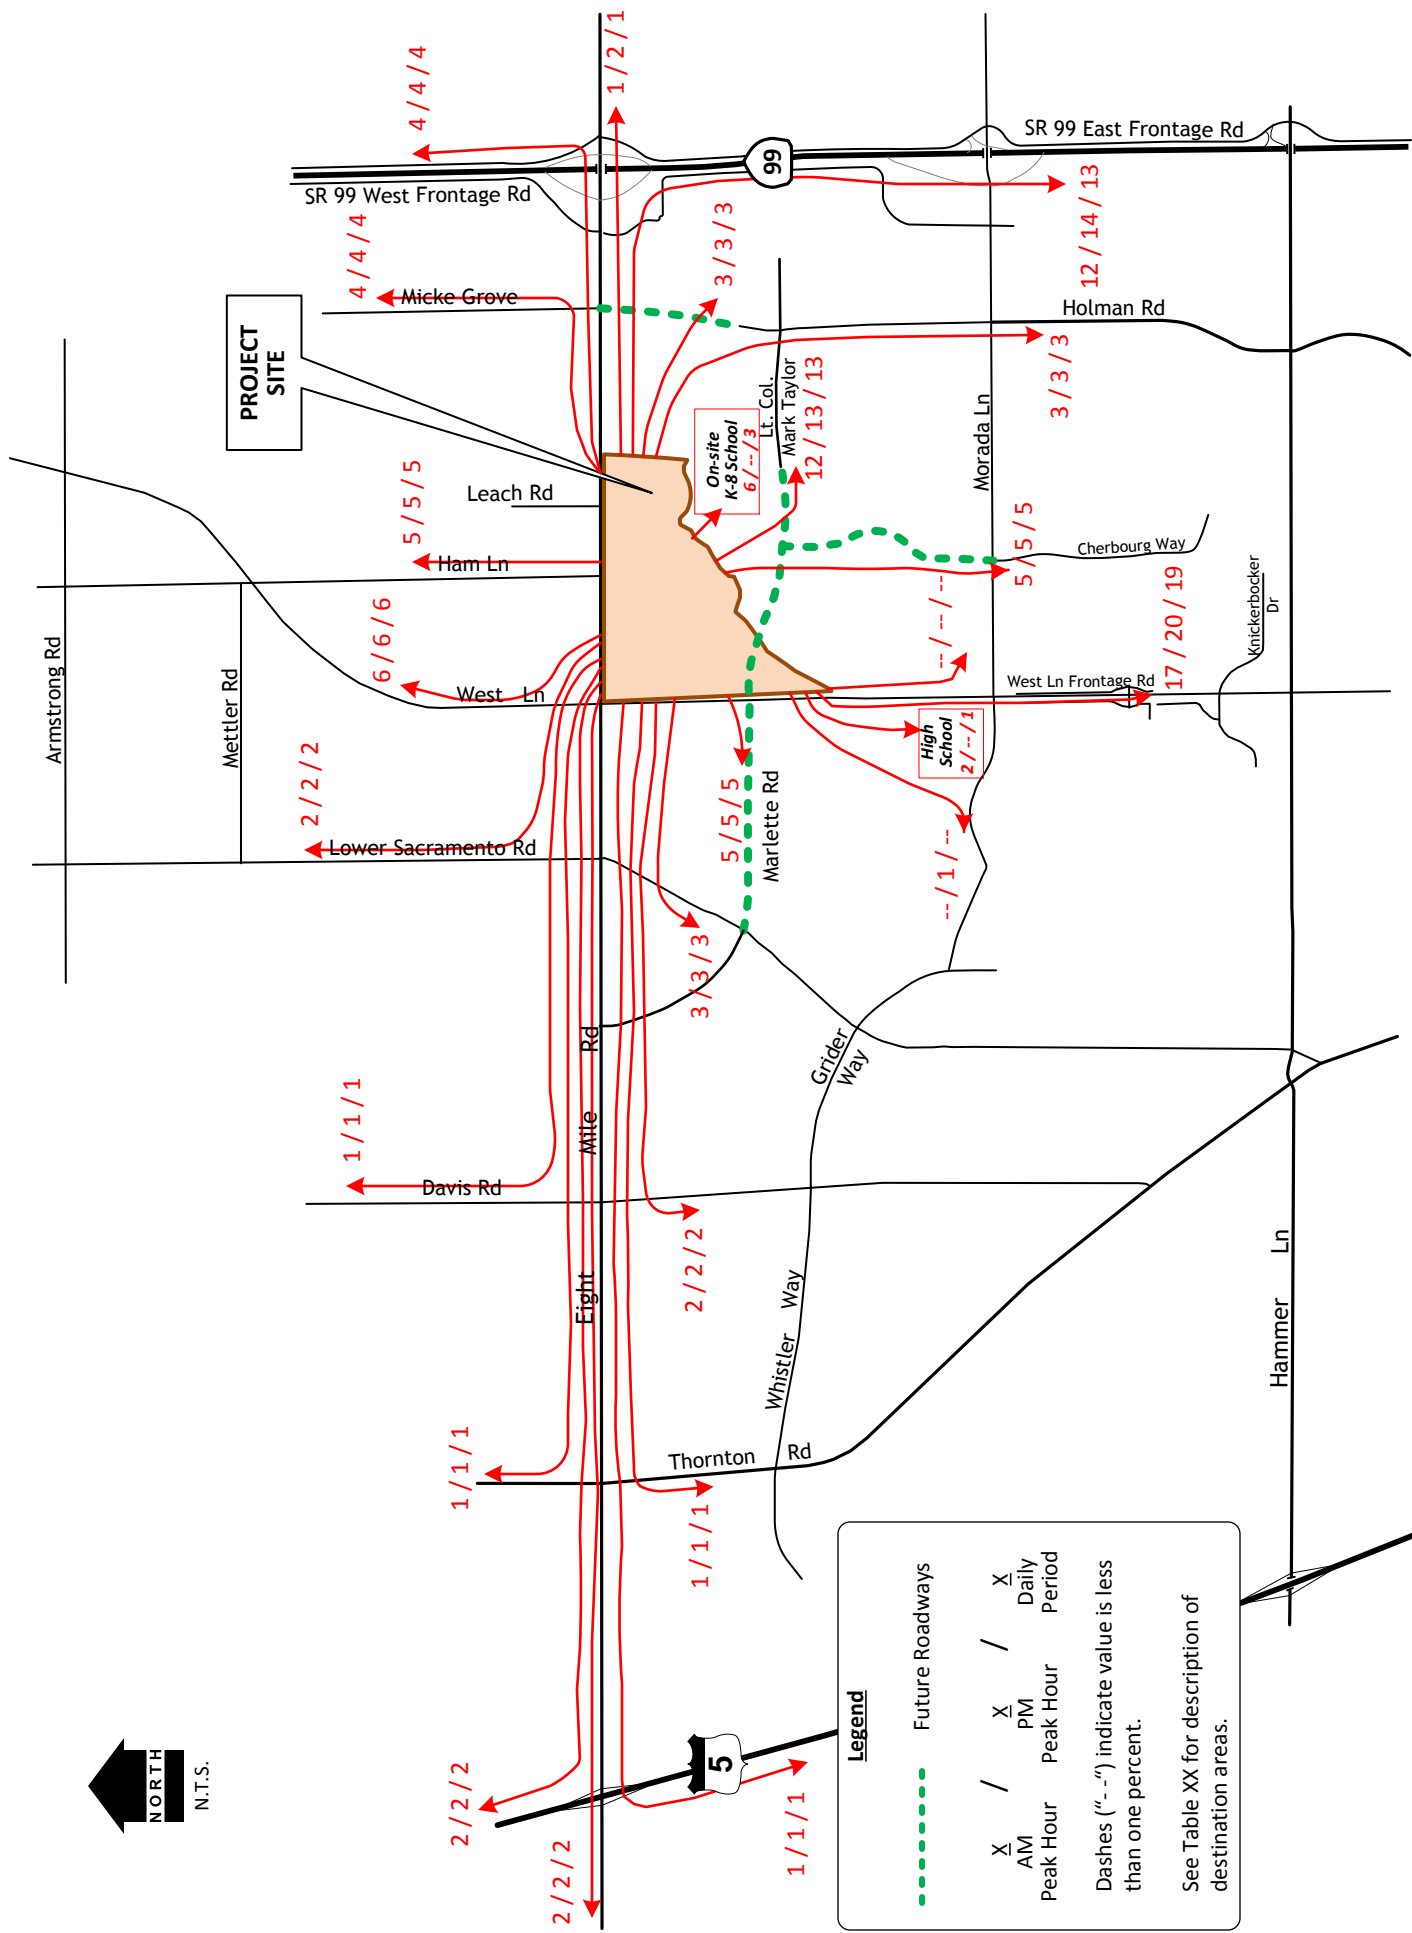 NORTH
N.T.S.
Armstrong Rd
Mettler Rd
PROJECT
SITE
2 / 2 / 2
1 / 1 / 1
1 / 1 / 1
2 / 2 / 2
2 / 2 / 2
6 / 6 / 6
5 / 5 / 5
4 / 4 / 4
4 / 4 / 4
1 / 2 / 1
Lower Sacramento Rd
West Ln
Ham Ln
Leach Rd
Micke Grove
SR 99 West Frontage Rd
Davis Rd
Eight Mile Rd
99
SR 99 East Frontage Rd
5
1 / 1 / 1
1 / 1 / 1
Thornton Rd
2 / 2 / 2
3 / 3 / 3
5 / 5 / 5
Marlette Rd
On-site
K-8 School
6 / -- / 3
3 / 3 / 3
Lt. Col.
Mark Taylor
12 / 13 / 13
Whistler Way
Grider
Way
High
School
2 / -- / 1
-- / 1 / --
-- / -- / --
Morada Ln
5 / 5 / 5
3 / 3 / 3
12 / 14 / 13
Holman Rd
West Ln Frontage Rd
Cherbourg Way
17 / 20 / 19
Knickerbocker
Dr
Hammer Ln
Legend
Future Roadways
X / X / X
AM PM Daily
Peak Hour Peak Hour Period
Dashes (“- -“) indicate value is less
than one percent.
See Table XX for description of
destination areas.